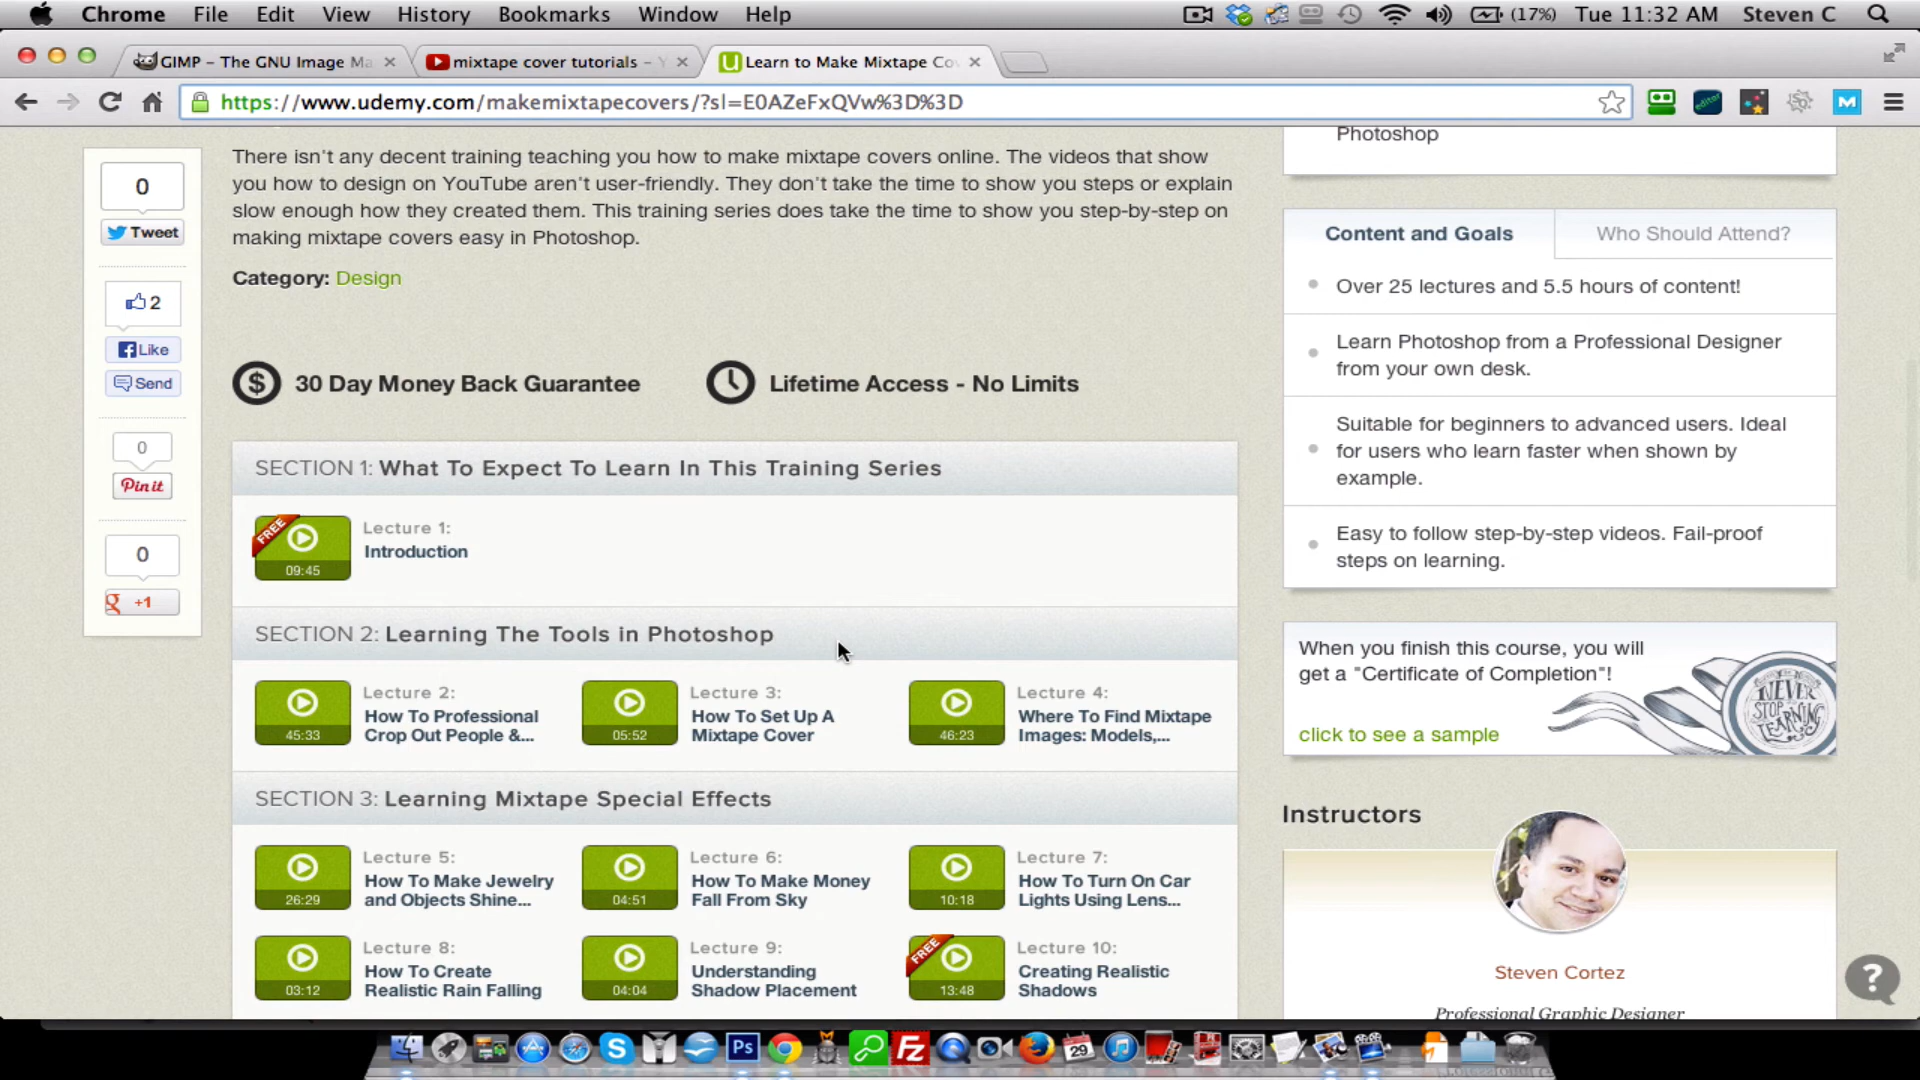 Chrome File Edit View History Bookmarks Window Help (17%) Tue 11:32 AM Steven C
GIMP - The GNU Image Ma
mixtape cover tutorials - Y
Learn to Make Mixtape Co
https://www.udemy.com/makemixtapecovers/?sl=E0AZeFxQVw%3D%3D
editor
M
0
Tweet
2
Like
Send
0
Pin it
0
g +1
There isn't any decent training teaching you how to make mixtape covers online. The videos that show
you how to design on YouTube aren't user-friendly. They don't take the time to show you steps or explain
slow enough how they created them. This training series does take the time to show you step-by-step on
making mixtape covers easy in Photoshop.
Category: Design
30 Day Money Back Guarantee
Lifetime Access - No Limits
SECTION 1: What To Expect To Learn In This Training Series
FREE
09:45
Lecture 1:
Introduction
SECTION 2: Learning The Tools in Photoshop
45:33
Lecture 2:
How To Professional
Crop Out People &...
05:52
Lecture 3:
How To Set Up A
Mixtape Cover
46:23
Lecture 4:
Where To Find Mixtape
Images: Models,...
SECTION 3: Learning Mixtape Special Effects
26:29
Lecture 5:
How To Make Jewelry
and Objects Shine...
04:51
Lecture 6:
How To Make Money
Fall From Sky
10:18
Lecture 7:
How To Turn On Car
Lights Using Lens...
03:12
Lecture 8:
How To Create
Realistic Rain Falling
04:04
Lecture 9:
Understanding
Shadow Placement
FREE
13:48
Lecture 10:
Creating Realistic
Shadows
Photoshop
Content and Goals
Who Should Attend?
Over 25 lectures and 5.5 hours of content!
Learn Photoshop from a Professional Designer
from your own desk.
Suitable for beginners to advanced users. Ideal
for users who learn faster when shown by
example.
Easy to follow step-by-step videos. Fail-proof
steps on learning.
When you finish this course, you will
get a "Certificate of Completion"!
click to see a sample
NEVER
STOP THE
LEARNING
Instructors
Steven Cortez
Professional Graphic Designer
?
Ps
Fz
29